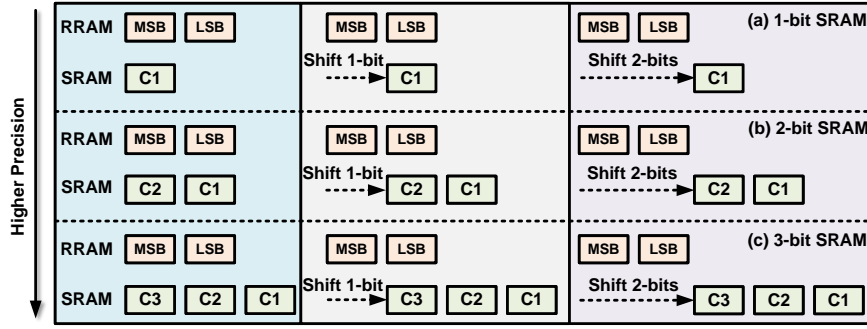 Higher Precision
RRAM MSB LSB MSB LSB MSB LSB (a) 1-bit SRAM
Shift 1-bit Shift 2-bits
SRAM C1 C1 C1
RRAM MSB LSB MSB LSB MSB LSB (b) 2-bit SRAM
Shift 1-bit Shift 2-bits
SRAM C2 C1 C2 C1 C2 C1
RRAM MSB LSB MSB LSB MSB LSB (c) 3-bit SRAM
Shift 1-bit Shift 2-bits
SRAM C3 C2 C1 C3 C2 C1 C3 C2 C1